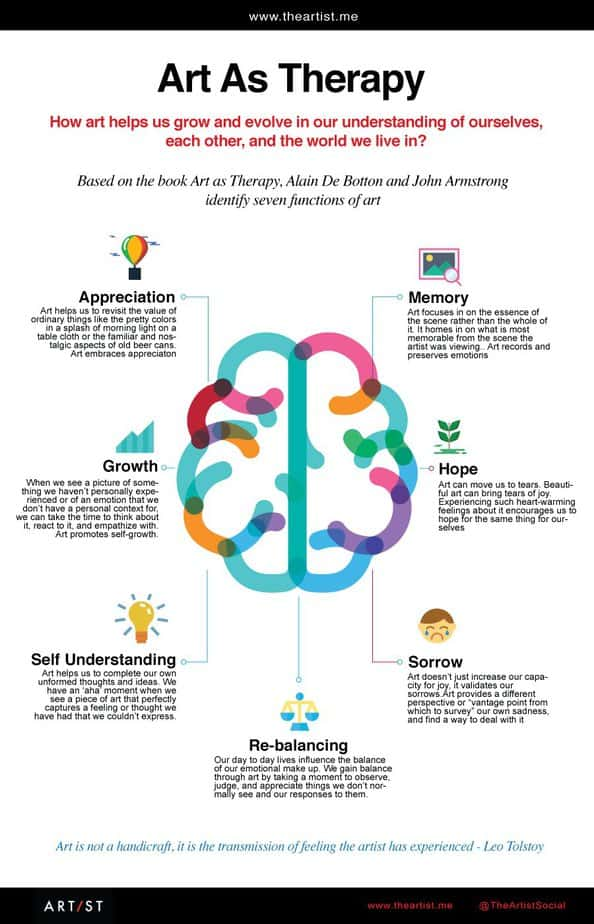 www.theartist.me
Art As Therapy
How art helps us grow and evolve in our understanding of ourselves,
each other, and the world we live in?
Based on the book Art as Therapy, Alain De Botton and John Armstrong
identify seven functions of art
Appreciation
Art helps us to revisit the value of
ordinary things like the pretty colors
in a splash of morning light on a
table cloth or the familiar and nos-
talgic aspects of old beer cans.
Art embraces appreciaton
Memory
Art focuses in on the essence of
the scene rather than the whole of
it. It homes in on what is most
memorable from the scene the
artist was viewing.. Art records and
preserves emotions
Growth
When we see a picture of some-
thing we haven't personally expe-
rienced or of an emotion that we
don't have a personal context for,
we can take the time to think about
it, react to it, and empathize with.
Art promotes self-growth.
Hope
Art can move us to tears. Beauti-
ful art can bring tears of joy.
Experiencing such heart-warming
feelings about it encourages us to
hope for the same thing for our-
selves
Self Understanding
Art helps us to complete our own
unformed thoughts and ideas. We
have an 'aha' moment when we
see a piece of art that perfectly
captures a feeling or thought we
have had that we couldn't express.
Sorrow
Art doesn't just increase our capa-
city for joy, it validates our
sorrows.Art provides a different
perspective or "vantage point from
which to survey" our own sadness,
and find a way to deal with it
Re-balancing
Our day to day lives influence the balance
of our emotional make up. We gain balance
through art by taking a moment to observe,
judge, and appreciate things we don't nor-
mally see and our responses to them.
Art is not a handicraft, it is the transmission of feeling the artist has experienced - Leo Tolstoy
ART/ST
www.theartist.me
@TheArtistSocial